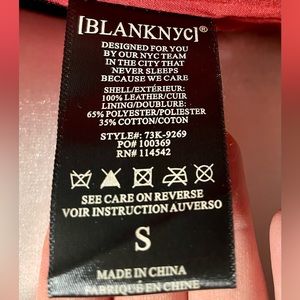 [BLANKNYC]®
DESIGNED FOR YOU
BY OUR NYC TEAM
IN THE CITY THAT
NEVER SLEEPS
BECAUSE WE CARE
SHELL/EXTÉRIEUR:
100% LEATHER/CUIR
LINING/DOUBLURE:
65% POLYESTER/POLIESTER
35% COTTON/COTON
STYLE#: 73K-9269
PO# 100369
RN# 114542
SEE CARE ON REVERSE
VOIR INSTRUCTION AUVERSO
S
MADE IN CHINA
FABRIQUÉ EN CHINE